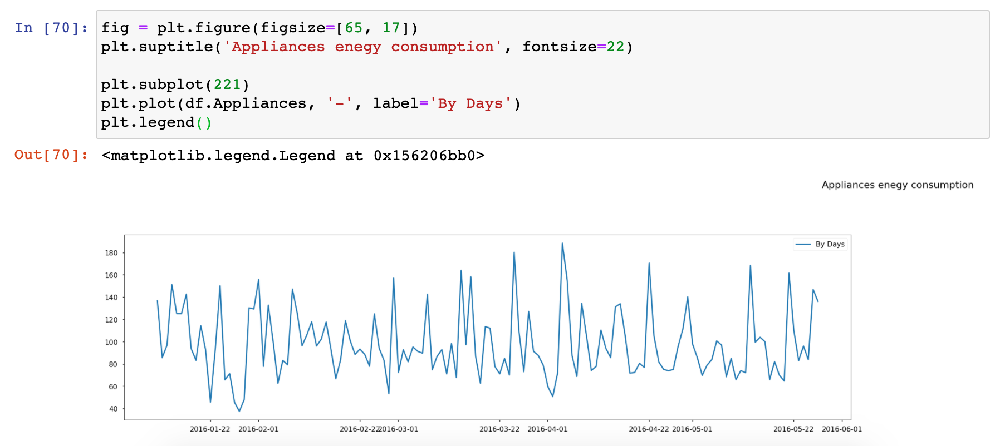 In [70]: fig = plt.figure(figsize=[65, 17])
plt.suptitle('Appliances enegy consumption', fontsize=22)
plt.subplot(221)
plt.plot(df.Appliances, '-', label='By Days')
plt.legend()
Out[70]: <matplotlib.legend.Legend at 0x156206bb0>
Appliances enegy consumption
By Days
180
160
140
120
100
80
60
40
2016-01-22 2016-02-01 2016-02-22 2016-03-01 2016-03-22 2016-04-01 2016-04-22 2016-05-01 2016-05-22 2016-06-01